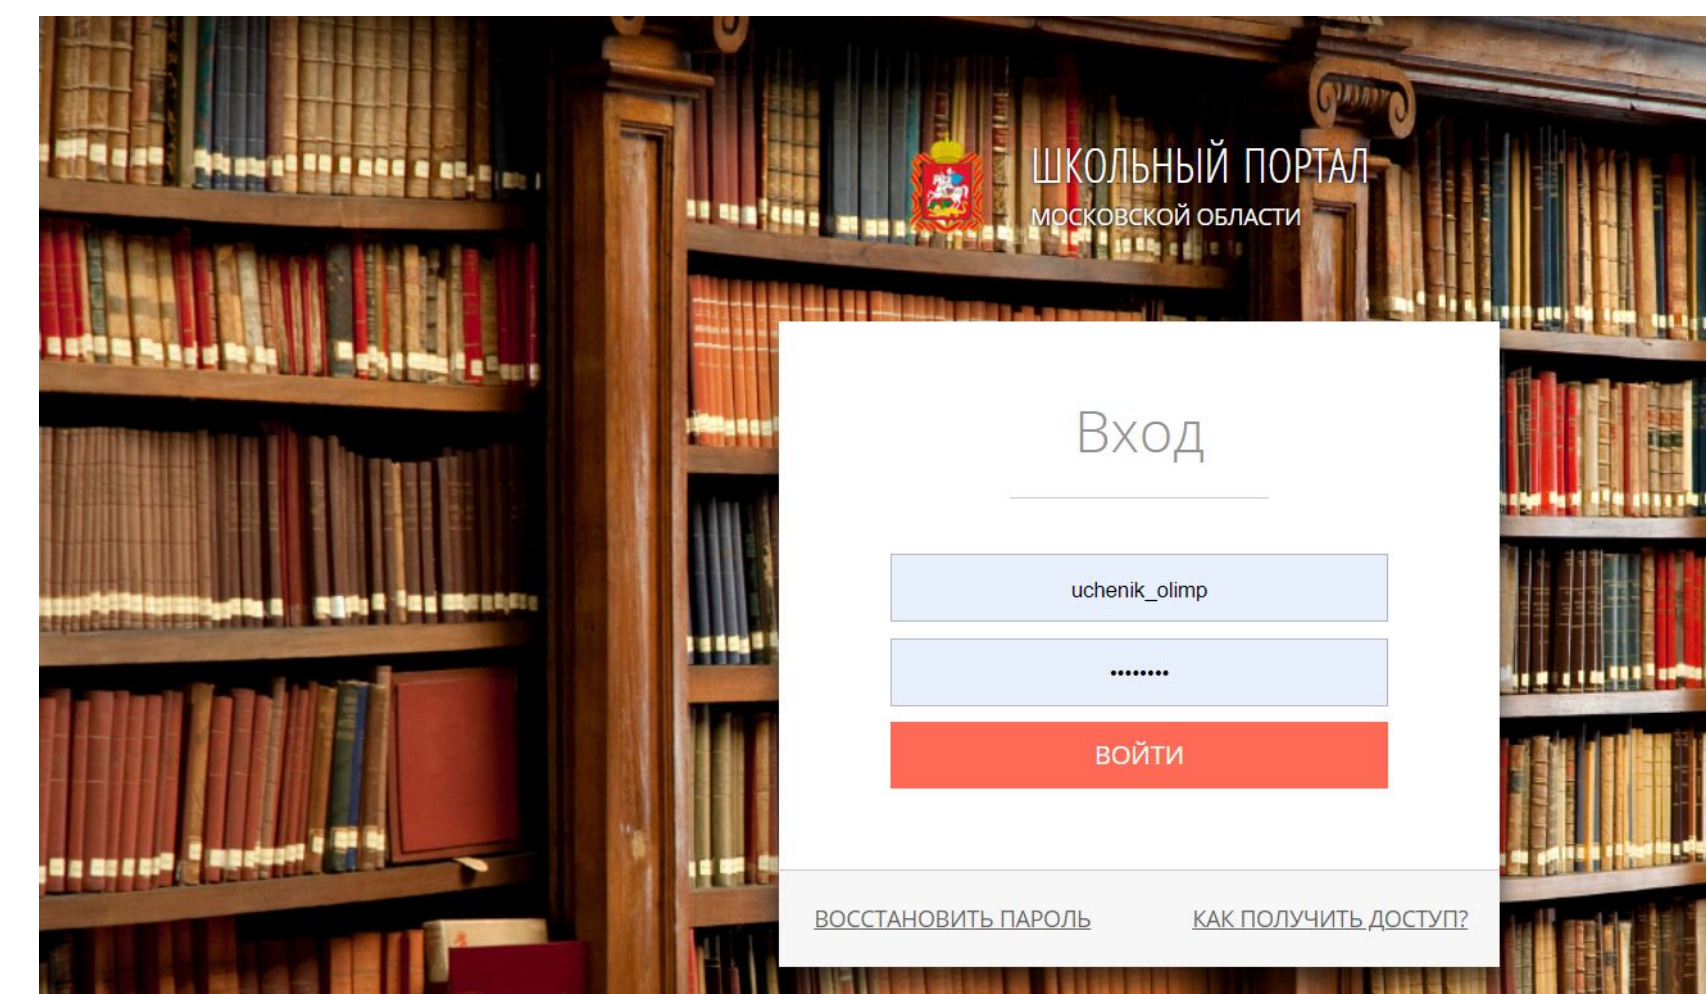 ШКОЛЬНЫЙ ПОРТАЛ
МОСКОВСКОЙ ОБЛАСТИ
Вход
uchenik_olimp
••••••••
ВОЙТИ
ВОССТАНОВИТЬ ПАРОЛЬ
КАК ПОЛУЧИТЬ ДОСТУП?